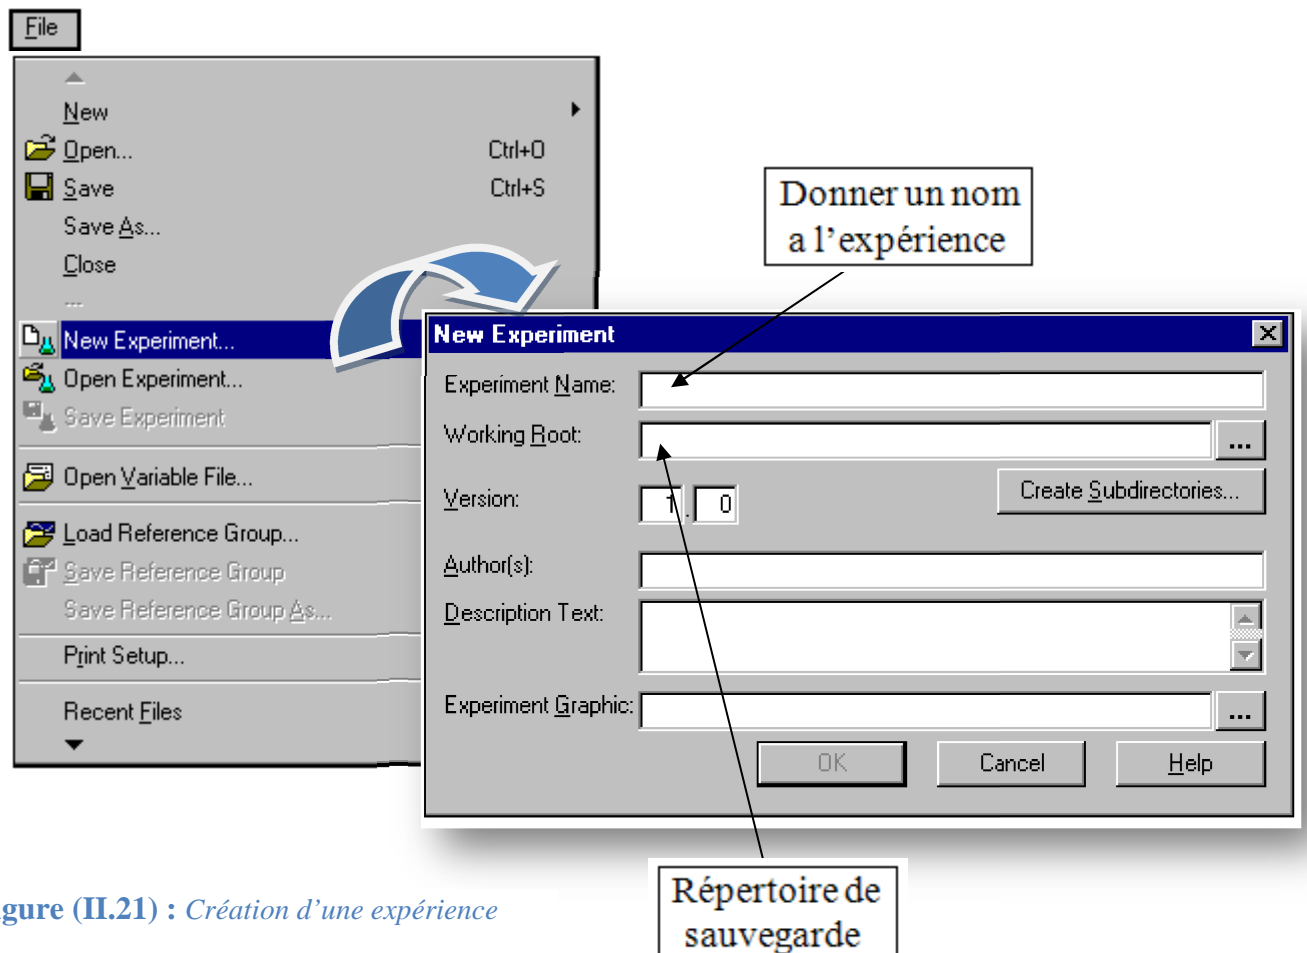 File
New
Open... Ctrl+O
Save Ctrl+S
Save As...
Close
...
New Experiment...
Open Experiment...
Save Experiment
Open Variable File...
Load Reference Group...
Save Reference Group
Save Reference Group As...
Print Setup...
Recent Files
Donner un nom
a l’expérience
New Experiment
Experiment Name:
Working Root: ...
Version: 1 . 0 Create Subdirectories...
Author(s):
Description Text:
Experiment Graphic: ...
OK Cancel Help
Répertoire de
sauvegarde
gure (II.21) : Création d’une expérience